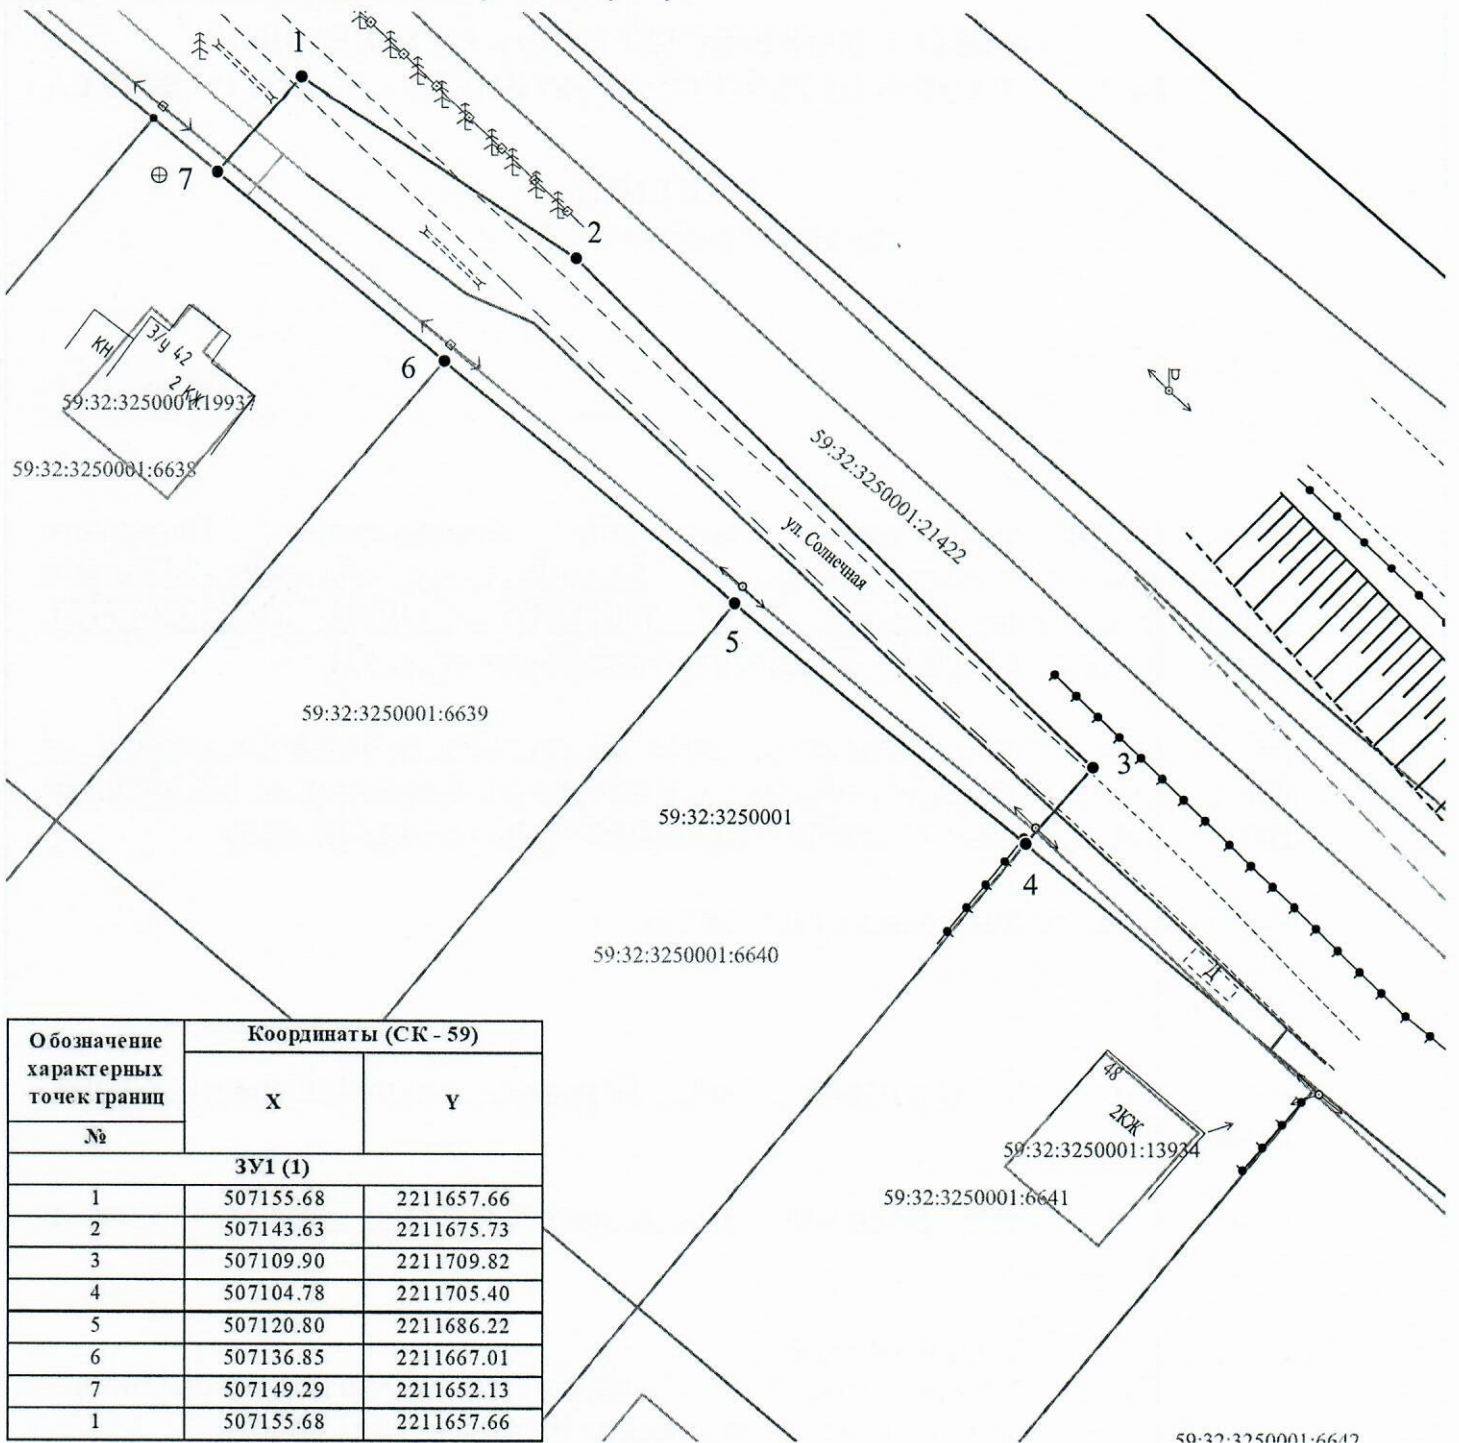 1
7
2
6
З/у 42
КН
2 КЖ
59:32:3250001:19937
59:32:3250001:6638
59:32:3250001:21422
ул. Солнечная
5
59:32:3250001:6639
3
59:32:3250001
4
59:32:3250001:6640
Д
48
2КЖ
59:32:3250001:13934
59:32:3250001:6641
59:32:3250001:6642
Обозначение характерных точек границ
Координаты (СК - 59)
№
X
Y
ЗУ1 (1)
1 507155.68 2211657.66
2 507143.63 2211675.73
3 507109.90 2211709.82
4 507104.78 2211705.40
5 507120.80 2211686.22
6 507136.85 2211667.01
7 507149.29 2211652.13
1 507155.68 2211657.66